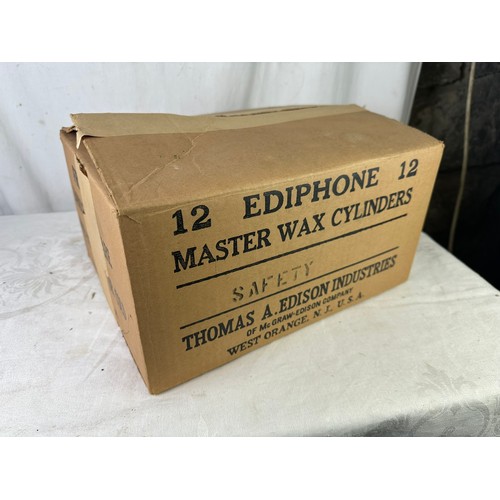 12 EDIPHONE 12
MASTER WAX CYLINDERS
SAFETY
THOMAS A. EDISON INDUSTRIES
OF McGRAW-EDISON COMPANY
WEST ORANGE, N. J., U. S. A.